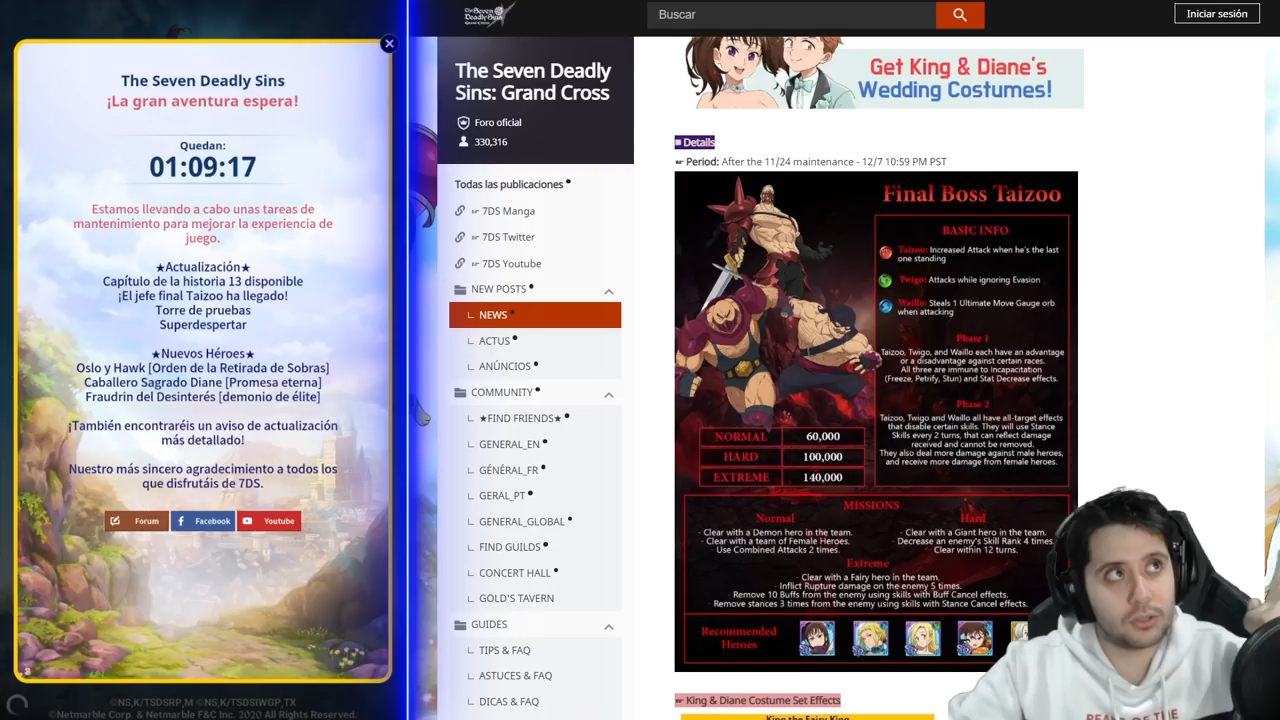 The Seven Deadly Sins
¡La gran aventura espera!
Quedan:
01:09:17
Estamos llevando a cabo unas tareas de
mantenimiento para mejorar la experiencia de
juego.
★Actualización★
Capítulo de la historia 13 disponible
¡El jefe final Taizoo ha llegado!
Torre de pruebas
Superdespertar
★Nuevos Héroes★
Oslo y Hawk [Orden de la Retirada de Sobras]
Caballero Sagrado Diane [Promesa eterna]
Fraudrin del Desinterés [demonio de élite]
¡También encontraréis un aviso de actualización
más detallado!
Nuestro más sincero agradecimiento a todos los
que disfrutáis de 7DS.
Forum
Facebook
Youtube
©NS,K/TSDSRP,M ©NS,K/TSDSIWGP,TX
©Netmarble Corp. & Netmarble F&C Inc. 2020 All Rights Reserved.
The Seven Deadly Sins
GRAND CROSS
Buscar
Iniciar sesión
The Seven Deadly
Sins: Grand Cross
Foro oficial
330,316
Todas las publicaciones
☞ 7DS Manga
☞ 7DS Twitter
☞ 7DS Youtube
NEW POSTS
NEWS
ACTUS
ANÚNCIOS
COMMUNITY
★FIND FRIENDS★
GENERAL_EN
GÉNÉRAL_FR
GERAL_PT
GENERAL_GLOBAL
FIND GUILDS
CONCERT HALL
GOLD'S TAVERN
GUIDES
TIPS & FAQ
ASTUCES & FAQ
DICAS & FAQ
Get King & Diane's
Wedding Costumes!
■ Details
☞ Period: After the 11/24 maintenance - 12/7 10:59 PM PST
Final Boss Taizoo
BASIC INFO
Taizoo: Increased Attack when he's the last
one standing
Twigo: Attacks while ignoring Evasion
Waillo: Steals 1 Ultimate Move Gauge orb
when attacking
Phase 1
Taizoo, Twigo, and Waillo each have an advantage
or a disadvantage against certain races.
All three are immune to Incapacitation
(Freeze, Petrify, Stun) and Stat Decrease effects.
Phase 2
Taizoo, Twigo and Waillo all have all-target effects
that disable certain skills. They will use Stance
Skills every 2 turns, that can reflect damage
received and cannot be removed.
They also deal more damage against male heroes,
and receive more damage from female heroes.
NORMAL 60,000
HARD 100,000
EXTREME 140,000
MISSIONS
Normal
- Clear with a Demon hero in the team.
- Clear with a team of Female Heroes.
Use Combined Attacks 2 times.
Hard
- Clear with a Giant hero in the team.
- Decrease an enemy's Skill Rank 4 times.
Clear within 12 turns.
Extreme
- Clear with a Fairy hero in the team.
- Inflict Rupture damage on the enemy 5 times.
- Remove 10 Buffs from the enemy using skills with Buff Cancel effects.
- Remove stances 3 times from the enemy using skills with Stance Cancel effects.
Recommended
Heroes
☞ King & Diane Costume Set Effects
King the Fairy King